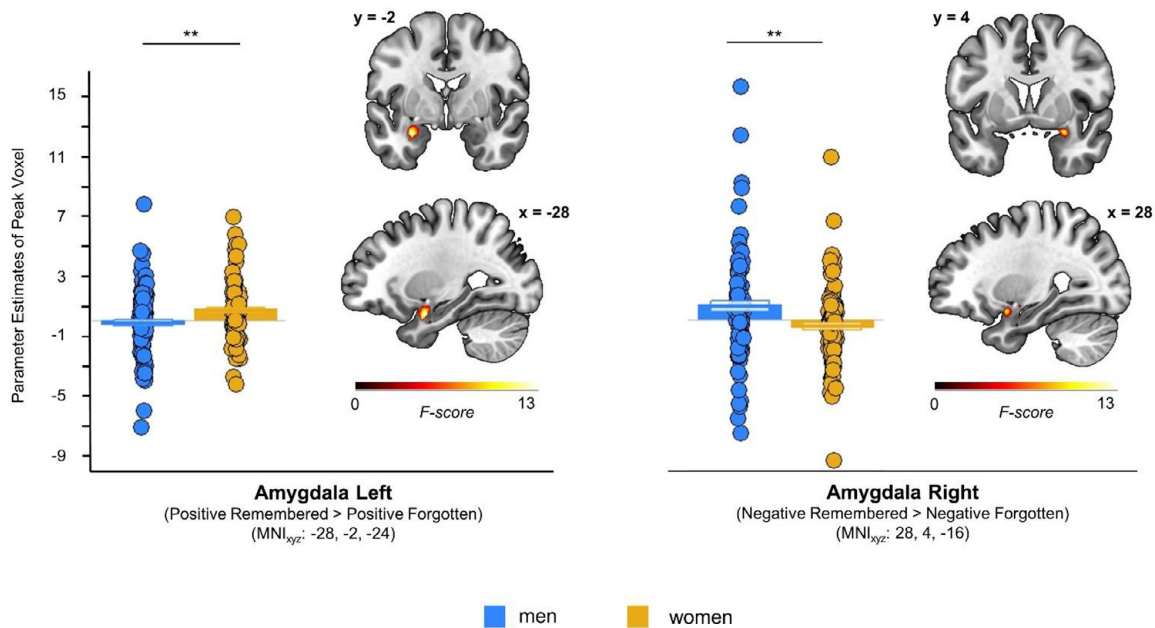 y = -2
y = 4
**
**
Parameter Estimates of Peak Voxel
15
11
7
3
-1
-5
-9
x = -28
x = 28
0
13
F-score
0
13
F-score
Amygdala Left
(Positive Remembered > Positive Forgotten)
(MNIxyz: -28, -2, -24)
Amygdala Right
(Negative Remembered > Negative Forgotten)
(MNIxyz: 28, 4, -16)
men
women